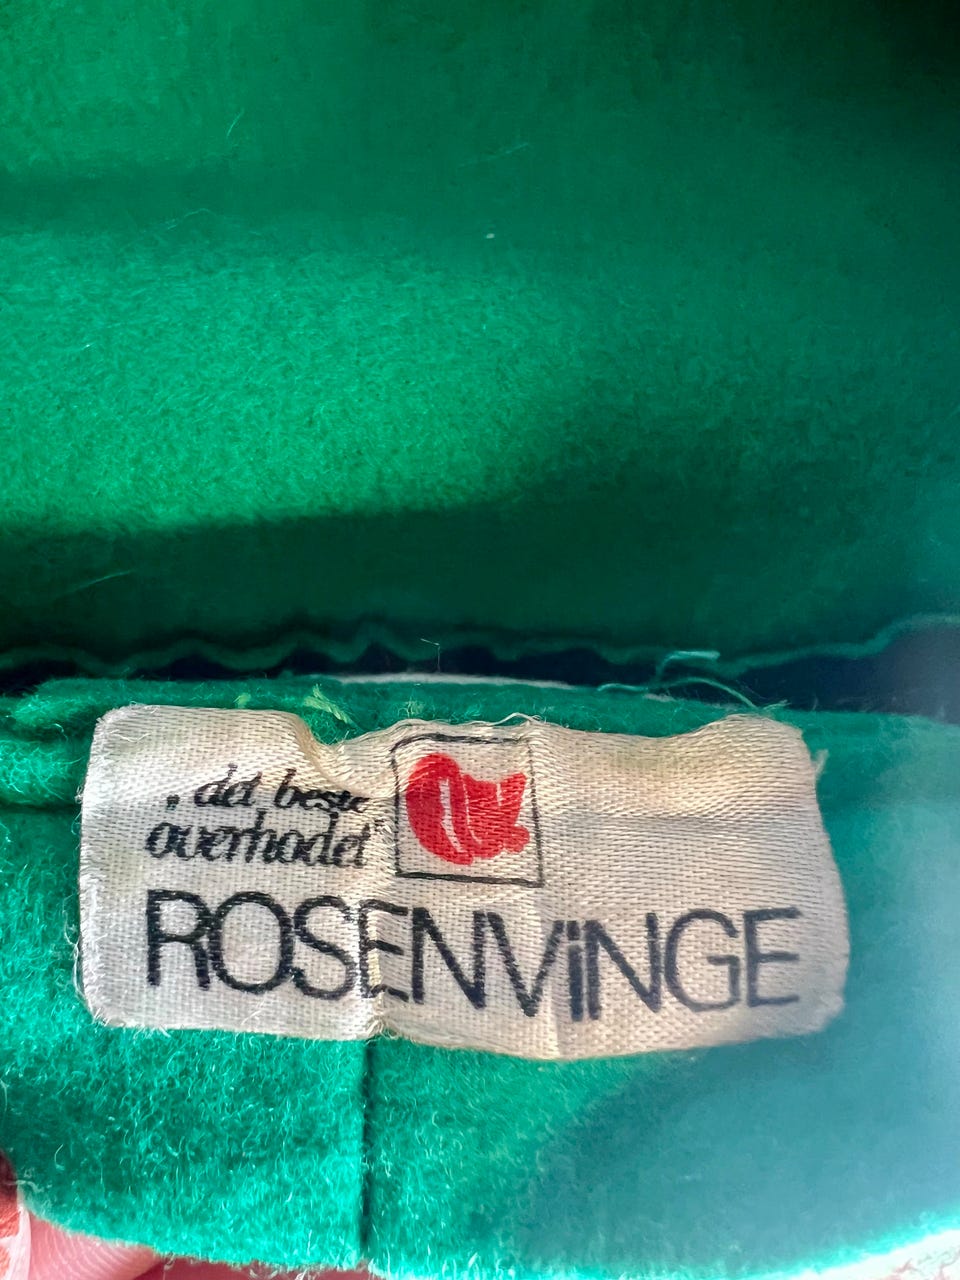 „det beste
overhodet”
ROSENViNGE